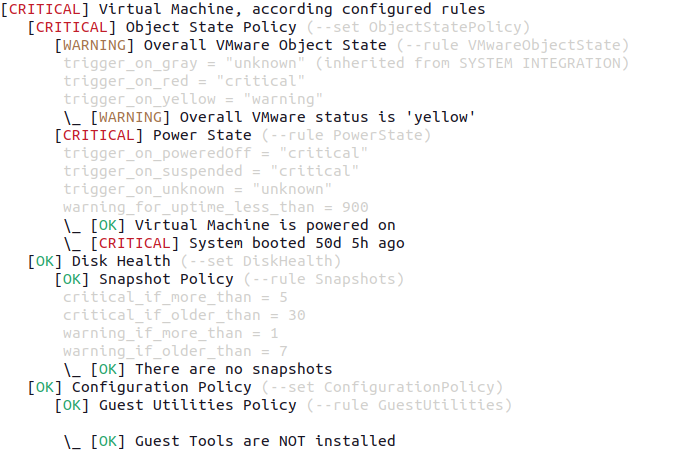 [CRITICAL] Virtual Machine, according configured rules
   [CRITICAL] Object State Policy (--set ObjectStatePolicy)
      [WARNING] Overall VMware Object State (--rule VMwareObjectState)
       trigger_on_gray = "unknown" (inherited from SYSTEM INTEGRATION)
       trigger_on_red = "critical"
       trigger_on_yellow = "warning"
       \_ [WARNING] Overall VMware status is 'yellow'
      [CRITICAL] Power State (--rule PowerState)
       trigger_on_poweredOff = "critical"
       trigger_on_suspended = "critical"
       trigger_on_unknown = "unknown"
       warning_for_uptime_less_than = 900
       \_ [OK] Virtual Machine is powered on
       \_ [CRITICAL] System booted 50d 5h ago
   [OK] Disk Health (--set DiskHealth)
      [OK] Snapshot Policy (--rule Snapshots)
       critical_if_more_than = 5
       critical_if_older_than = 30
       warning_if_more_than = 1
       warning_if_older_than = 7
       \_ [OK] There are no snapshots
   [OK] Configuration Policy (--set ConfigurationPolicy)
      [OK] Guest Utilities Policy (--rule GuestUtilities)
       \_ [OK] Guest Tools are NOT installed